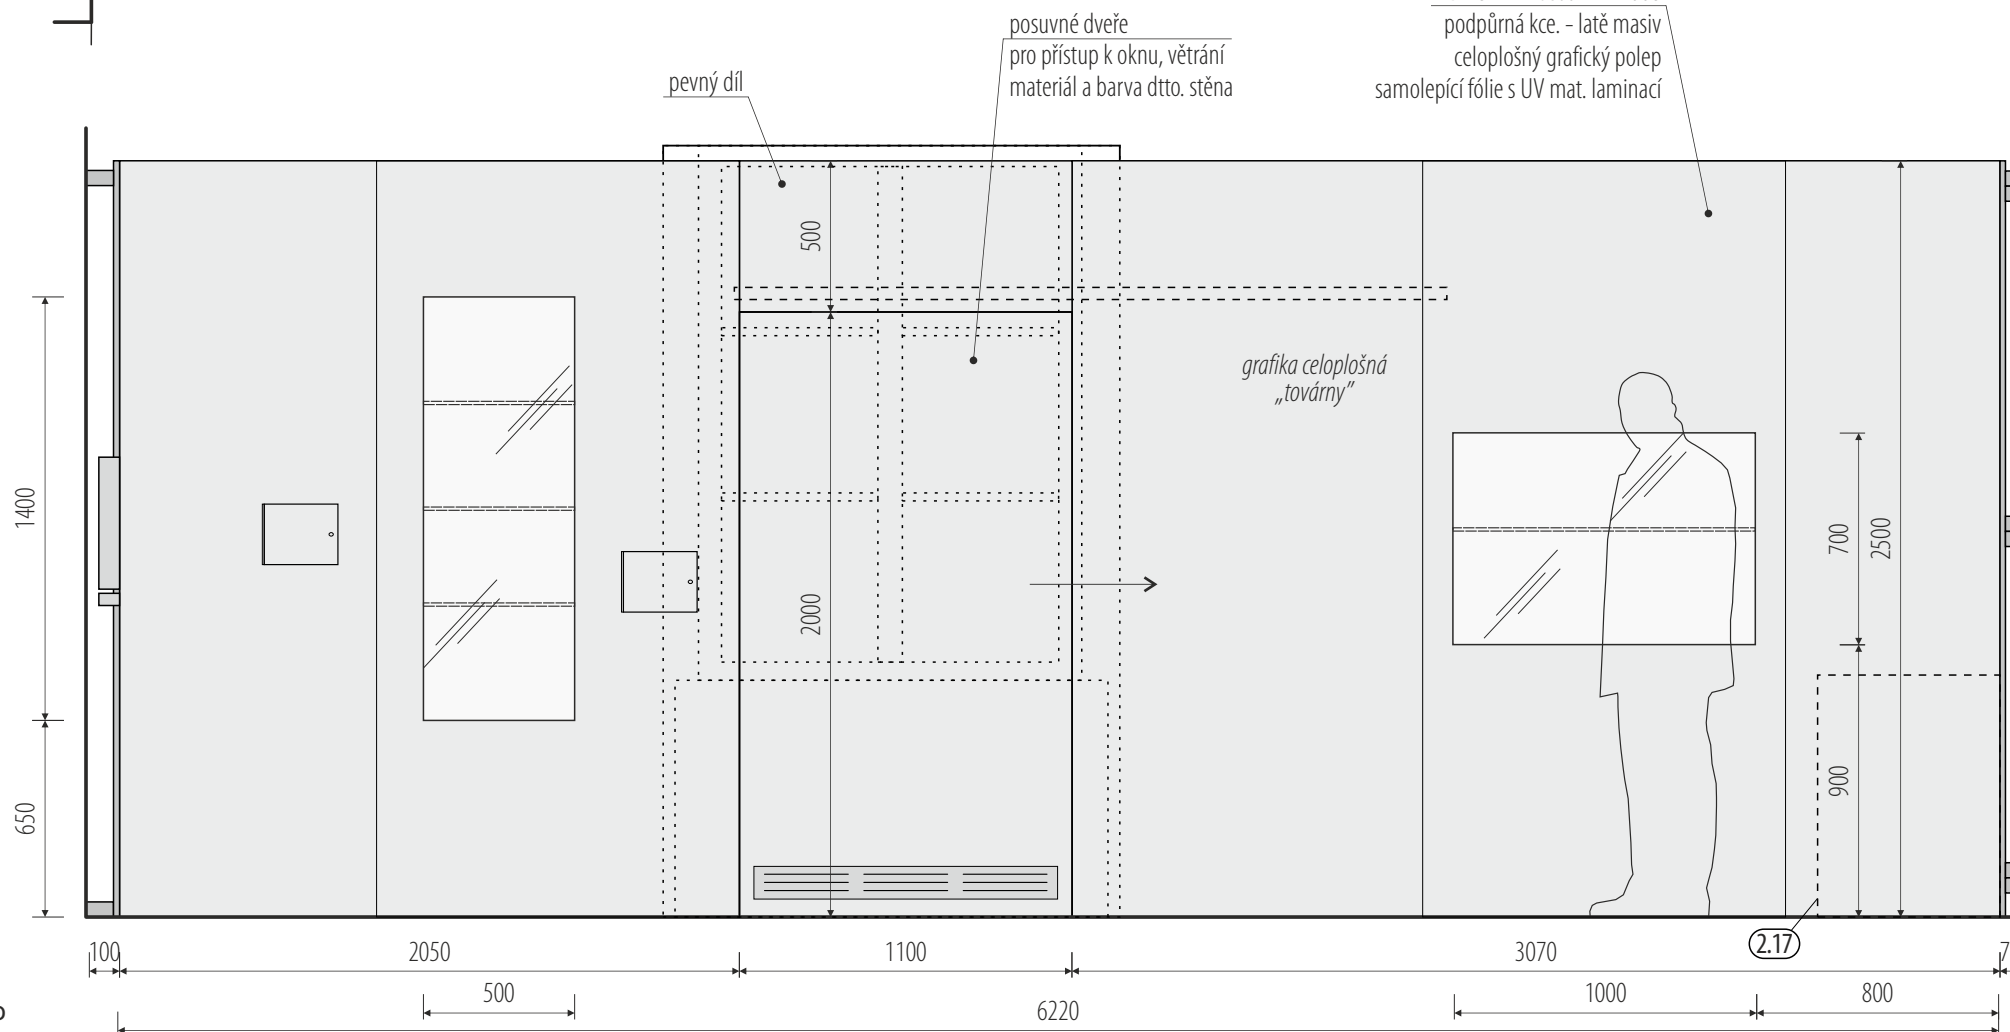 posuvné dveře
pro přístup k oknu, větrání
materiál a barva dtto. stěna
podpůrná kce. - latě masiv
celoplošný grafický polep
samolepící fólie s UV mat. laminací
pevný díl
500
grafika celoplošná
„továrny”
1400
700
2500
2000
650
900
2.17
100
2050
1100
3070
7
500
1000
800
6220